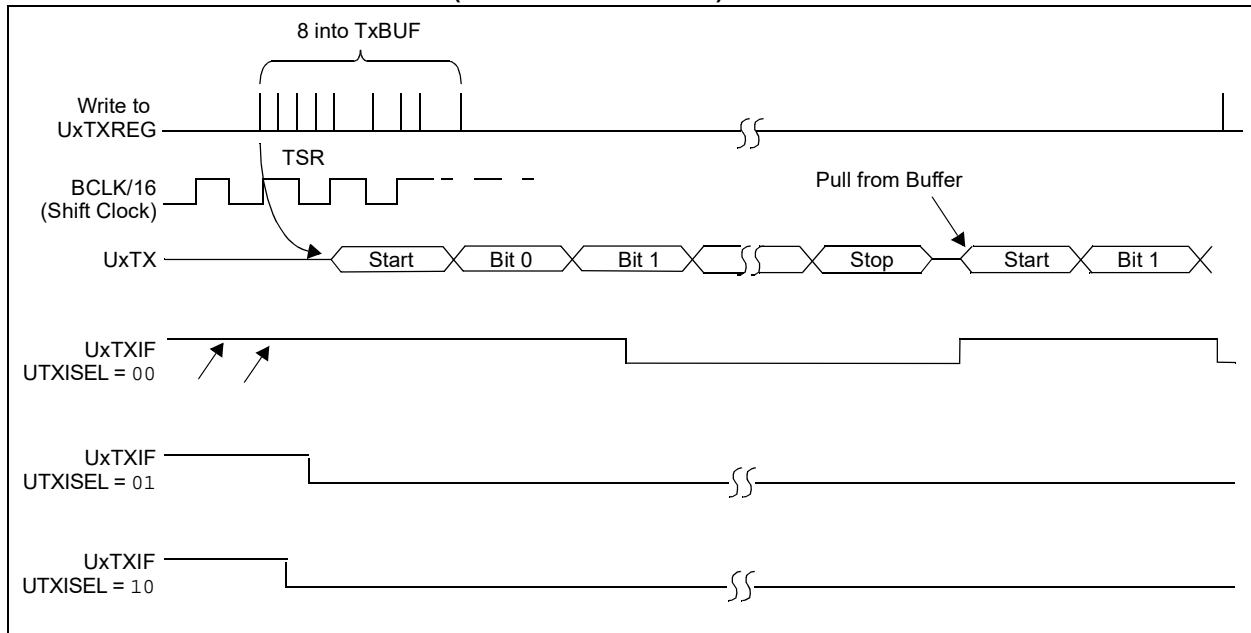 8 into TxBUF
Write to
UxTXREG
TSR
BCLK/16
(Shift Clock)
Pull from Buffer
UxTX
Start
Bit 0
Bit 1
Stop
Start
Bit 1
UxTXIF
UTXISEL = 00
UxTXIF
UTXISEL = 01
UxTXIF
UTXISEL = 10